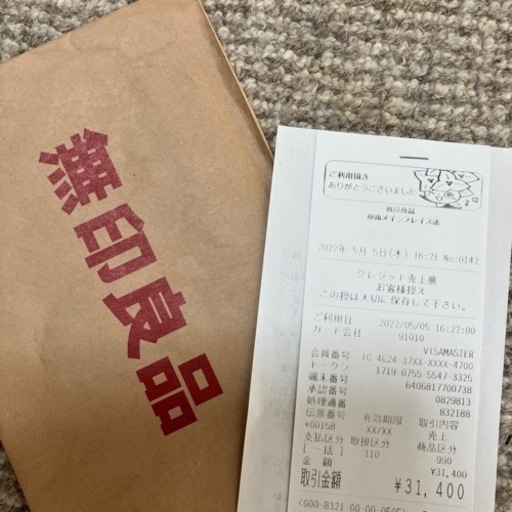 無印良品
ご利用頂き
ありがとうございました
無印良品
メインプレイス店
2022年 5月 5日(木) 16:21 No:0142
クレジット売上票
お客様控え
この控は大切に保存して下さい。
ご利用日 2022/05/05 16:22:00
カード会社 91010
VISAMASTER
会員番号 IC 4624-37XX-XXXX-4700
トークン 1719-0755-5547-3325
端末番号 6406817700738
承認番号 0829813
処理通番 832188
伝票番号 有効期限 取引内容
*00158 XX/XX 売上
支払区分 取扱区分 商品区分
[一括] 110 990
金 額 ¥31,400
取引金額 ¥31,400